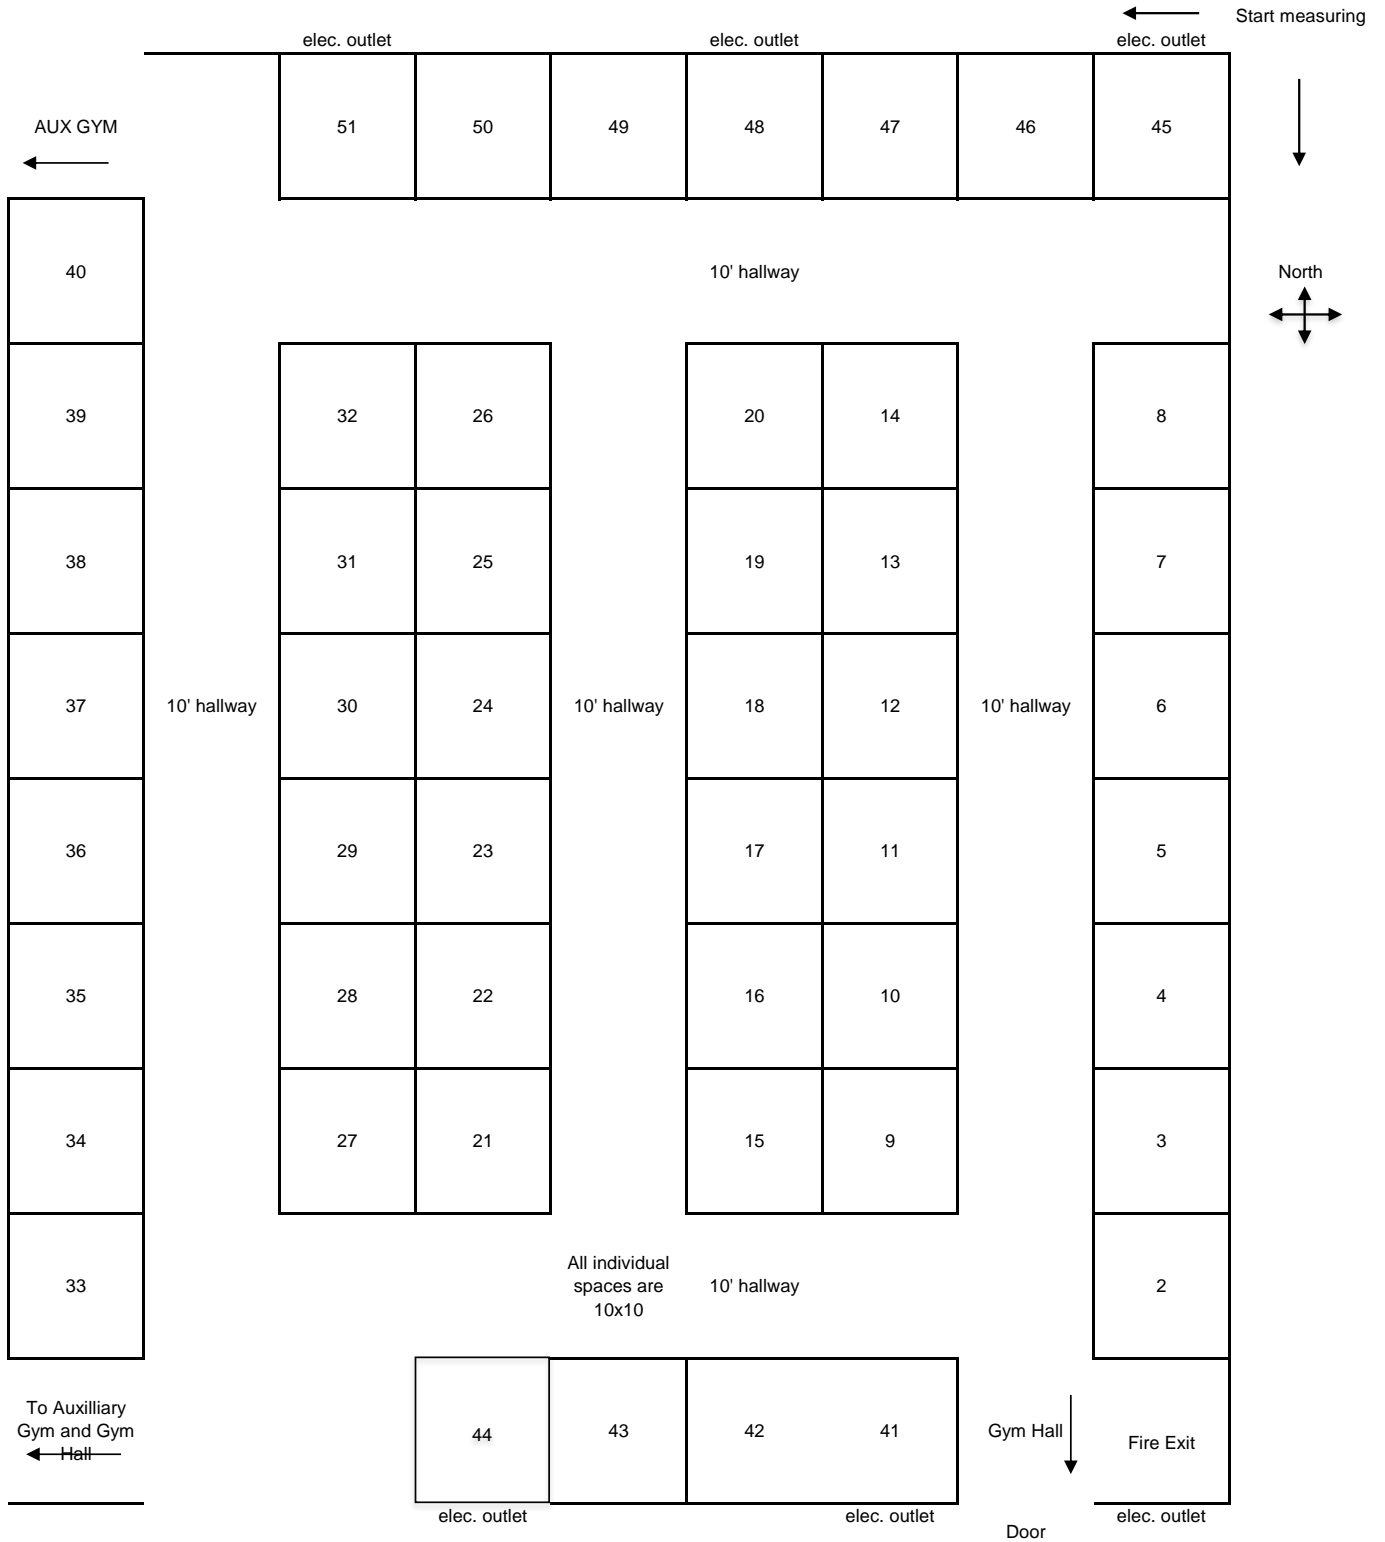 Start measuring
elec. outlet
elec. outlet
elec. outlet
AUX GYM
51
50
49
48
47
46
45
40
10' hallway
North
39
32
26
20
14
8
38
31
25
19
13
7
37
10' hallway
30
24
10' hallway
18
12
10' hallway
6
36
29
23
17
11
5
35
28
22
16
10
4
34
27
21
15
9
3
33
All individual
spaces are
10x10
10' hallway
2
To Auxilliary
Gym and Gym
Hall
44
43
42
41
Gym Hall
Fire Exit
elec. outlet
elec. outlet
Door
elec. outlet